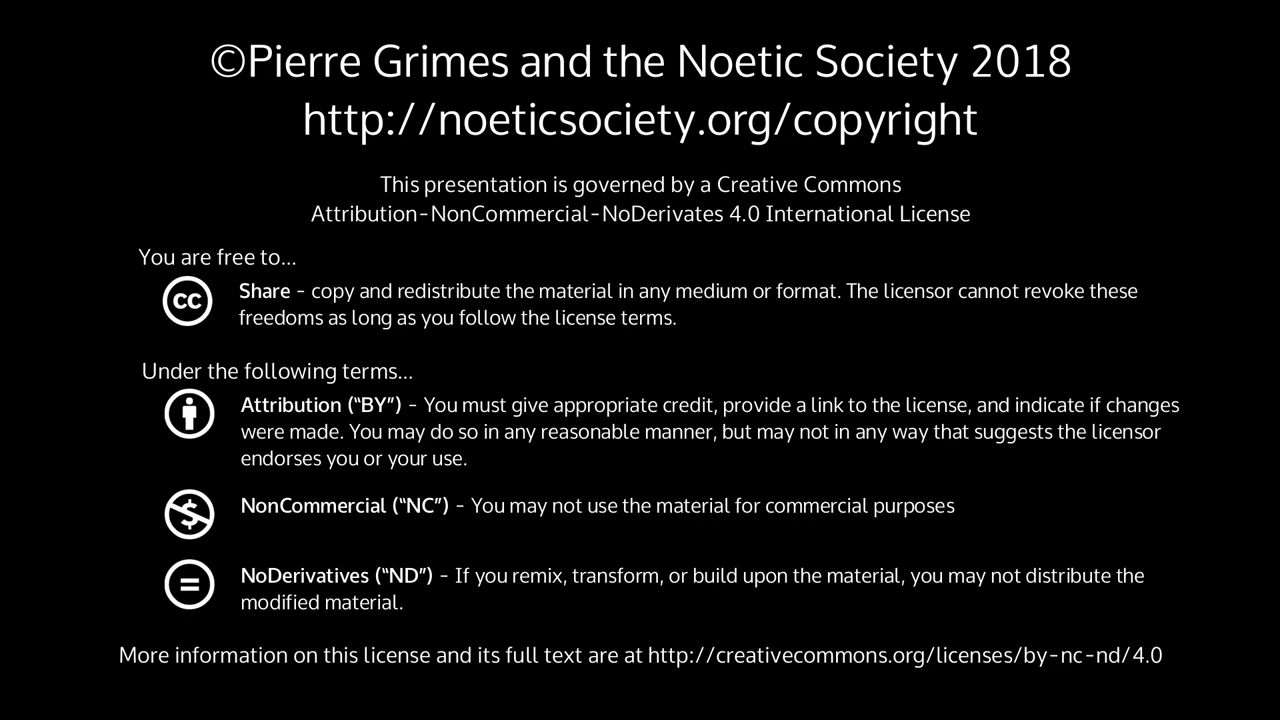 ©Pierre Grimes and the Noetic Society 2018
http://noeticsociety.org/copyright
This presentation is governed by a Creative Commons
Attribution-NonCommercial-NoDerivates 4.0 International License
You are free to...
cc
Share - copy and redistribute the material in any medium or format. The licensor cannot revoke these
freedoms as long as you follow the license terms.
Under the following terms...
Attribution (“BY”) - You must give appropriate credit, provide a link to the license, and indicate if changes
were made. You may do so in any reasonable manner, but may not in any way that suggests the licensor
endorses you or your use.
$
NonCommercial (“NC”) - You may not use the material for commercial purposes
=
NoDerivatives (“ND”) - If you remix, transform, or build upon the material, you may not distribute the
modified material.
More information on this license and its full text are at http://creativecommons.org/licenses/by-nc-nd/4.0